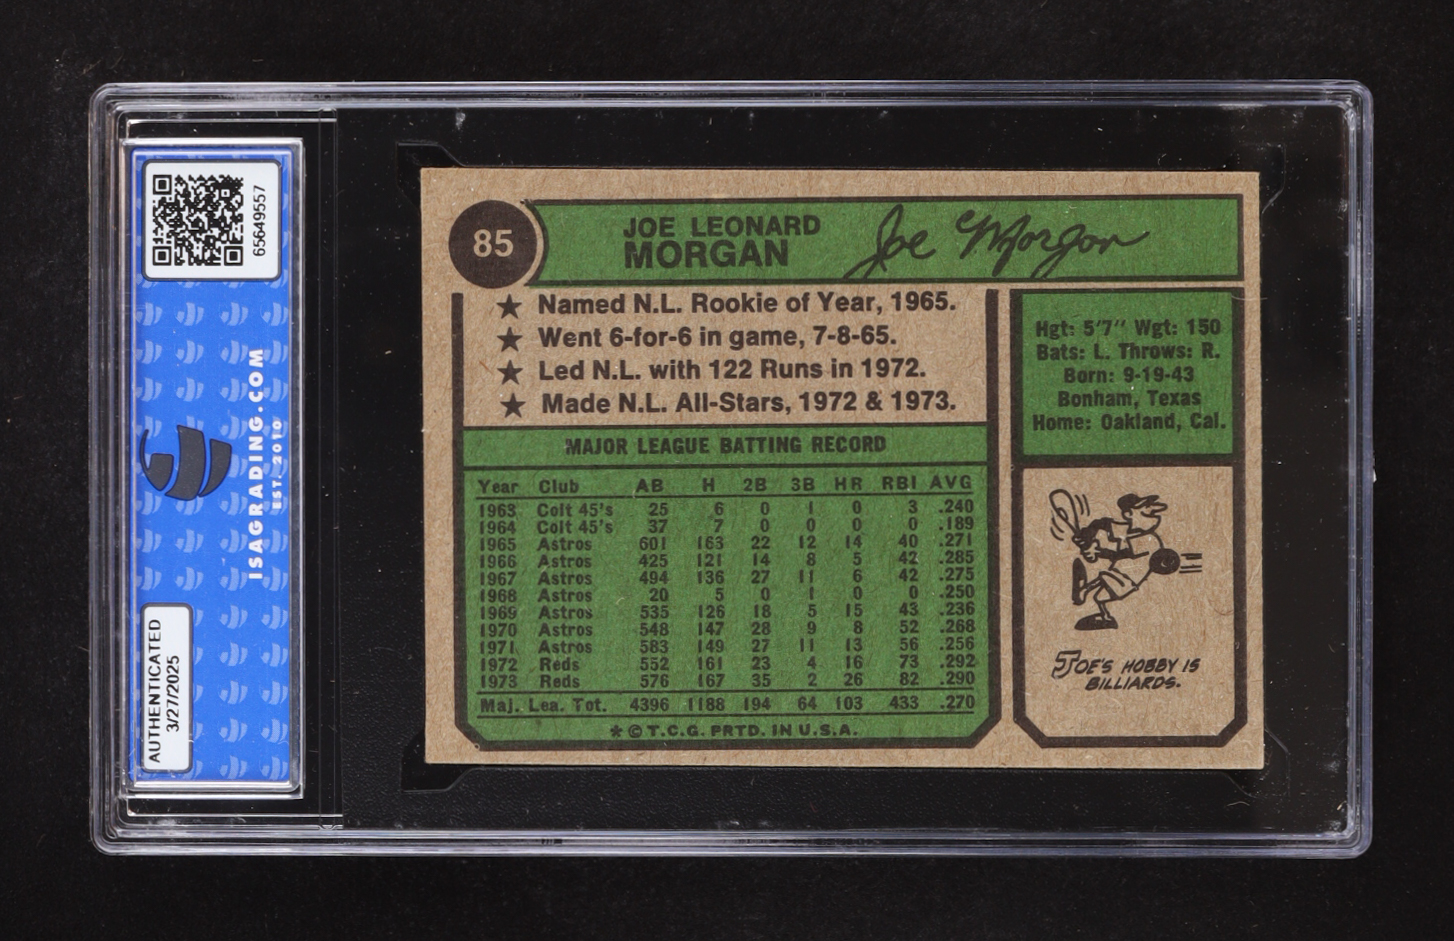 65649557
ISAGRADING.COM
EST. 2010
AUTHENTICATED
3/27/2025
85
JOE LEONARD
MORGAN
Joe Morgan
★ Named N.L. Rookie of Year, 1965.
★ Went 6-for-6 in game, 7-8-65.
★ Led N.L. with 122 Runs in 1972.
★ Made N.L. All-Stars, 1972 & 1973.
MAJOR LEAGUE BATTING RECORD
Year Club AB H 2B 3B HR RBI AVG
1963 Colt 45's 25 6 0 1 0 3 .240
1964 Colt 45's 37 7 0 0 0 0 .189
1965 Astros 601 163 22 12 14 40 .271
1966 Astros 425 121 14 8 5 42 .285
1967 Astros 494 136 27 11 6 42 .275
1968 Astros 20 5 0 1 0 0 .250
1969 Astros 535 126 18 5 15 43 .236
1970 Astros 548 147 28 9 8 52 .268
1971 Astros 583 149 27 11 13 56 .256
1972 Reds 552 161 23 4 16 73 .292
1973 Reds 576 167 35 2 26 82 .290
Maj. Lea. Tot. 4396 1188 194 64 103 433 .270
* © T.C.G. PRTD. IN U.S.A.
Hgt: 5'7" Wgt: 150
Bats: L. Throws: R.
Born: 9-19-43
Bonham, Texas
Home: Oakland, Cal.
JOE'S HOBBY IS
BILLIARDS.